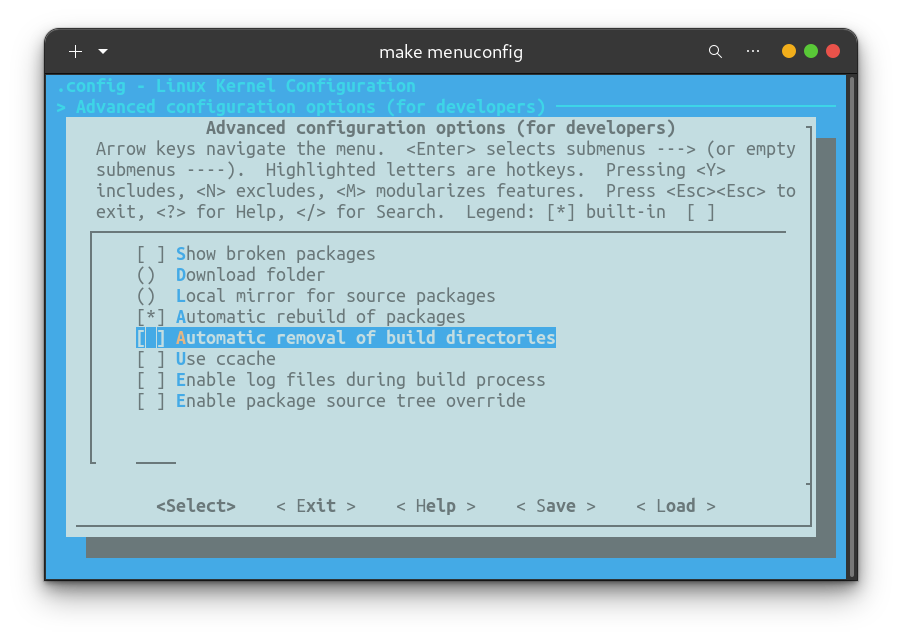 make menuconfig
.config - Linux Kernel Configuration
> Advanced configuration options (for developers)
Advanced configuration options (for developers)
Arrow keys navigate the menu.  <Enter> selects submenus ---> (or empty
submenus ----).  Highlighted letters are hotkeys.  Pressing <Y>
includes, <N> excludes, <M> modularizes features.  Press <Esc><Esc> to
exit, <?> for Help, </> for Search.  Legend: [*] built-in  [ ]
[ ] Show broken packages
()  Download folder
()  Local mirror for source packages
[*] Automatic rebuild of packages
[ ] Automatic removal of build directories
[ ] Use ccache
[ ] Enable log files during build process
[ ] Enable package source tree override
<Select>    < Exit >    < Help >    < Save >    < Load >